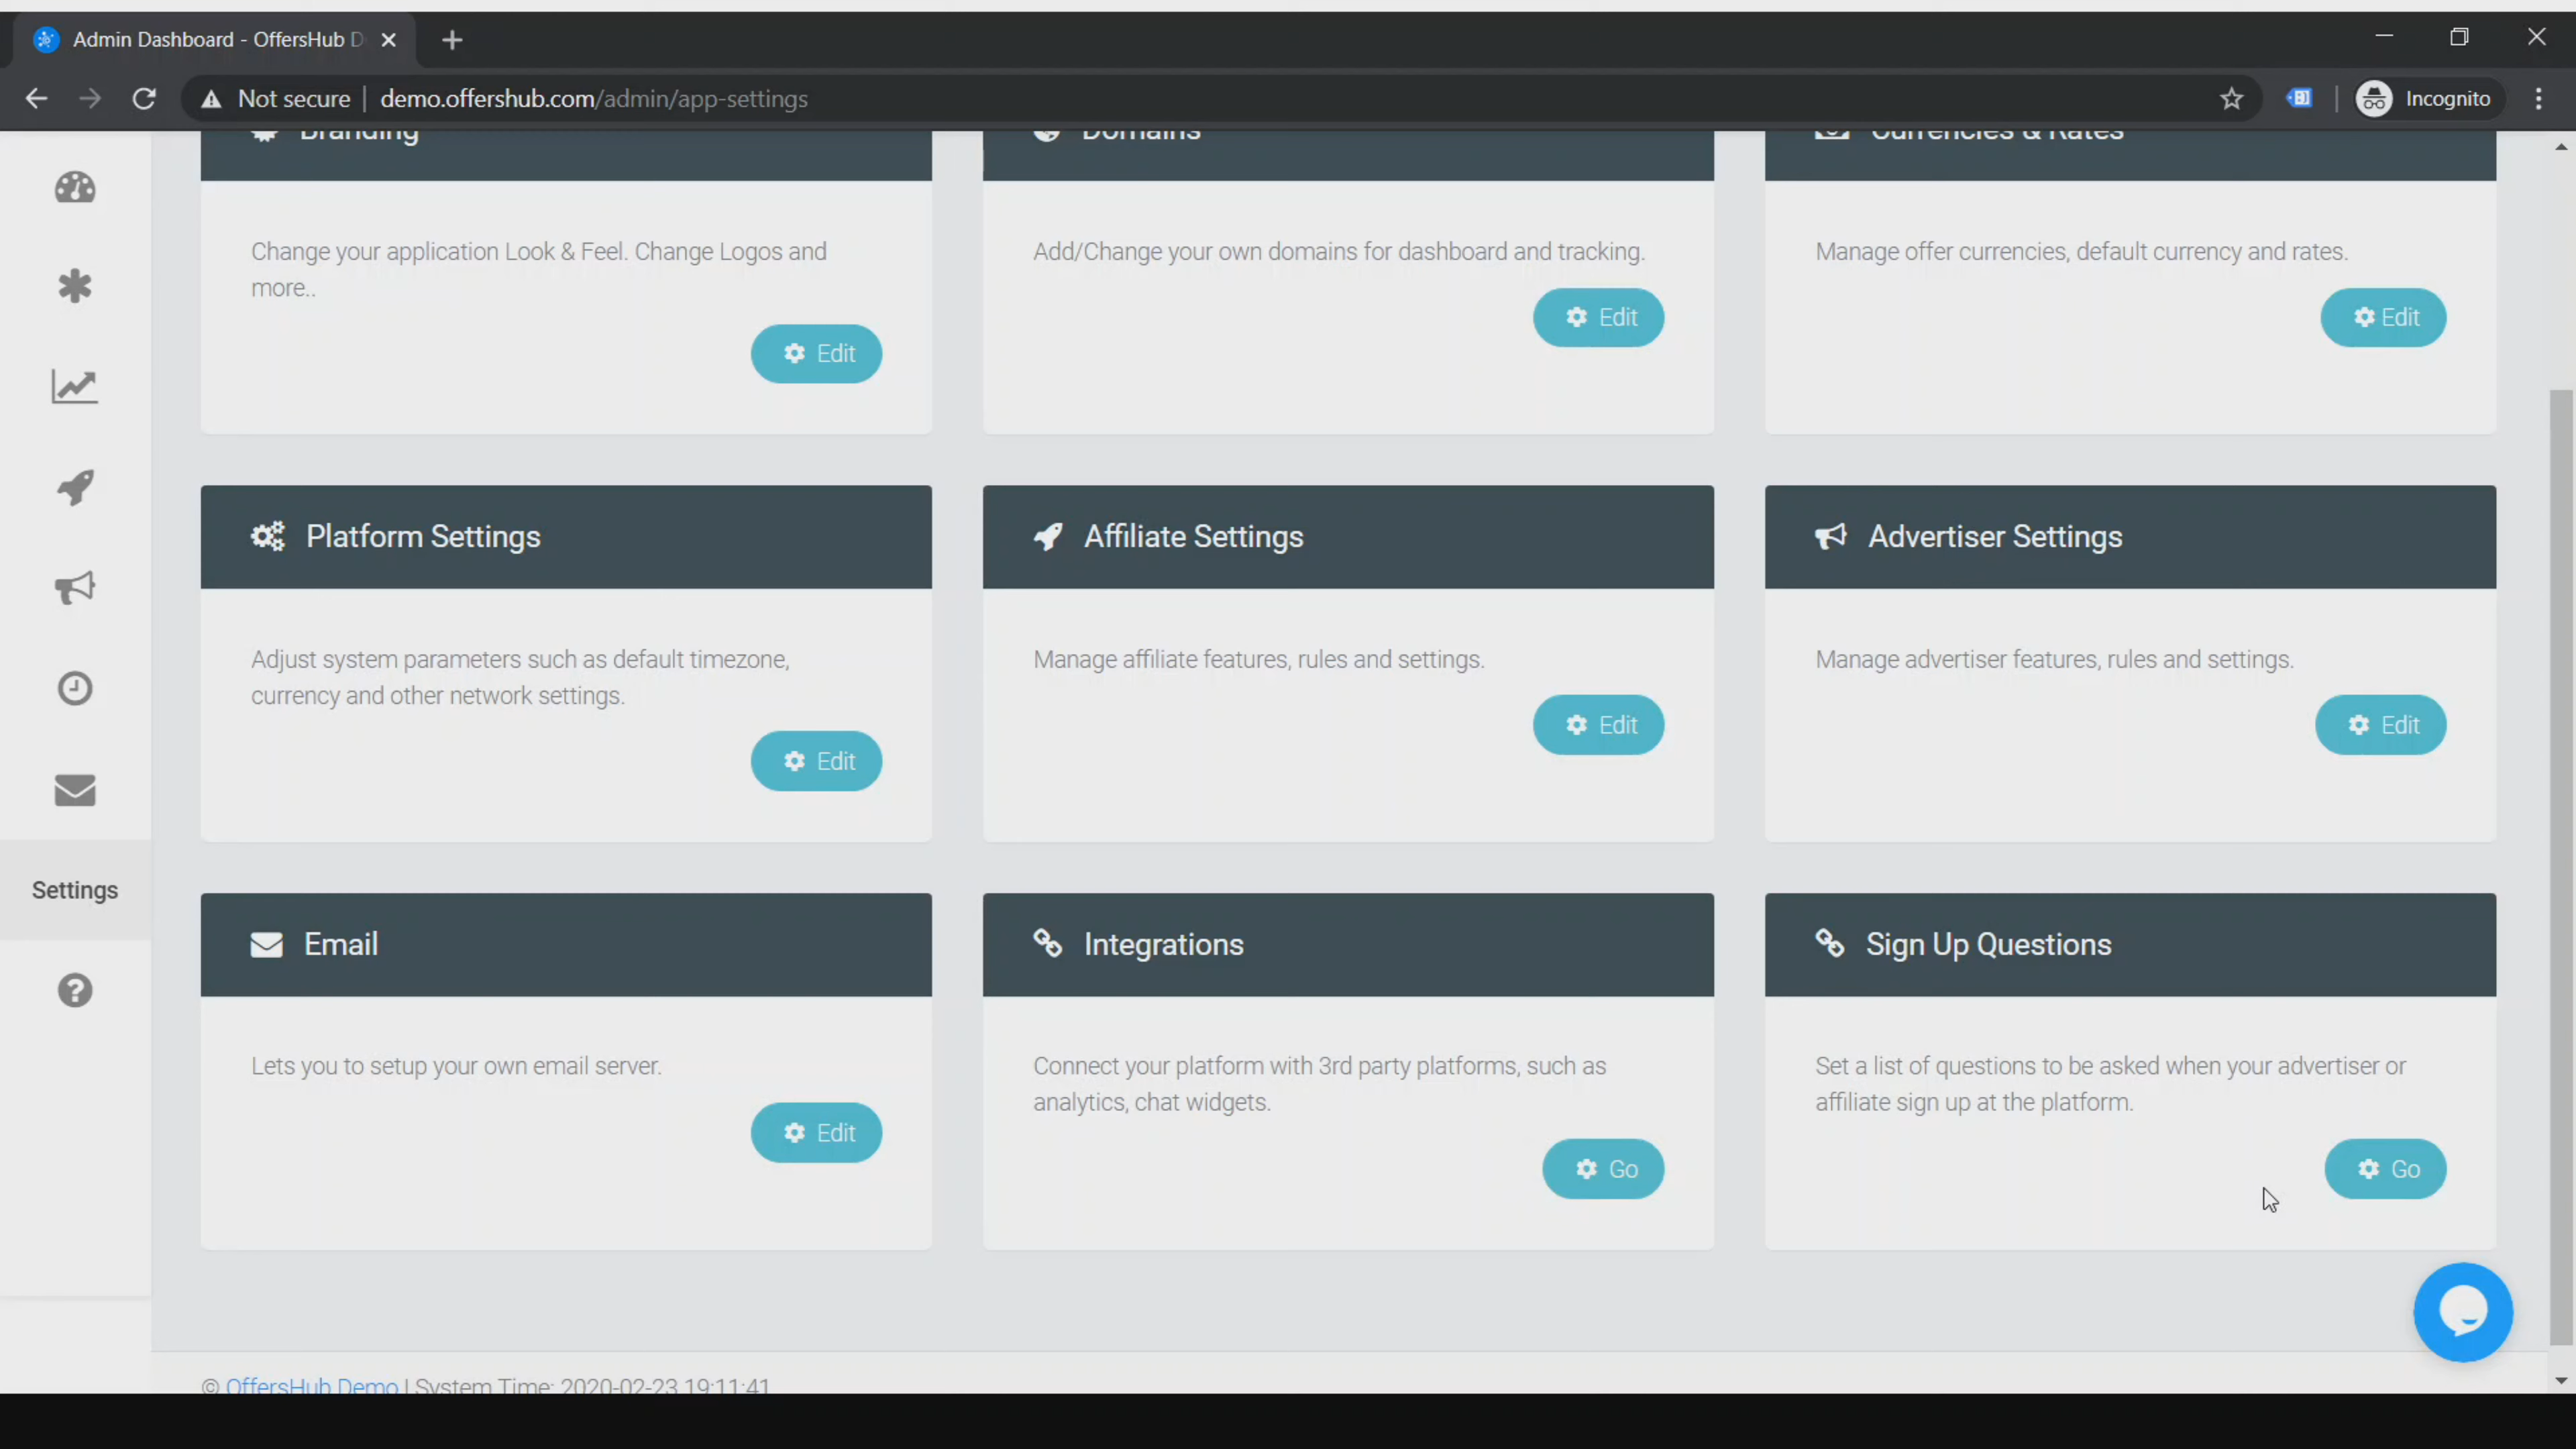 Admin Dashboard - OffersHub D
Not secure | demo.offershub.com/admin/app-settings
Incognito
Branding
Domains
Currencies & Rates
Change your application Look & Feel. Change Logos and
more..
Edit
Add/Change your own domains for dashboard and tracking.
Edit
Manage offer currencies, default currency and rates.
Edit
Platform Settings
Affiliate Settings
Advertiser Settings
Adjust system parameters such as default timezone,
currency and other network settings.
Edit
Manage affiliate features, rules and settings.
Edit
Manage advertiser features, rules and settings.
Edit
Settings
Email
Integrations
Sign Up Questions
Lets you to setup your own email server.
Edit
Connect your platform with 3rd party platforms, such as
analytics, chat widgets.
Go
Set a list of questions to be asked when your advertiser or
affiliate sign up at the platform.
Go
© OffersHub Demo | System Time: 2020-02-23 19:11:41